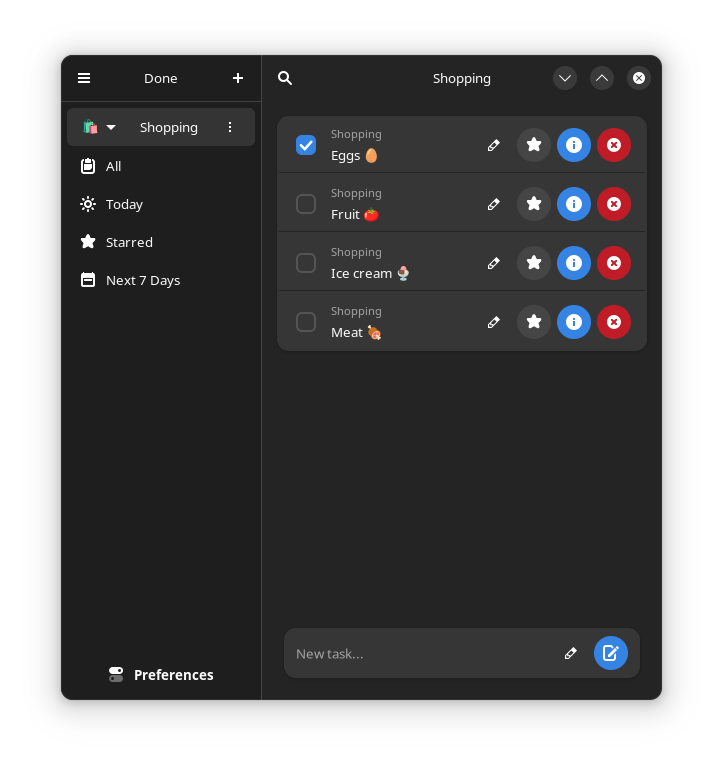 Done
Shopping
Shopping
All
Today
Starred
Next 7 Days
Preferences
Shopping
Eggs 🥚
Shopping
Fruit 🍅
Shopping
Ice cream 🍨
Shopping
Meat 🍖
New task...